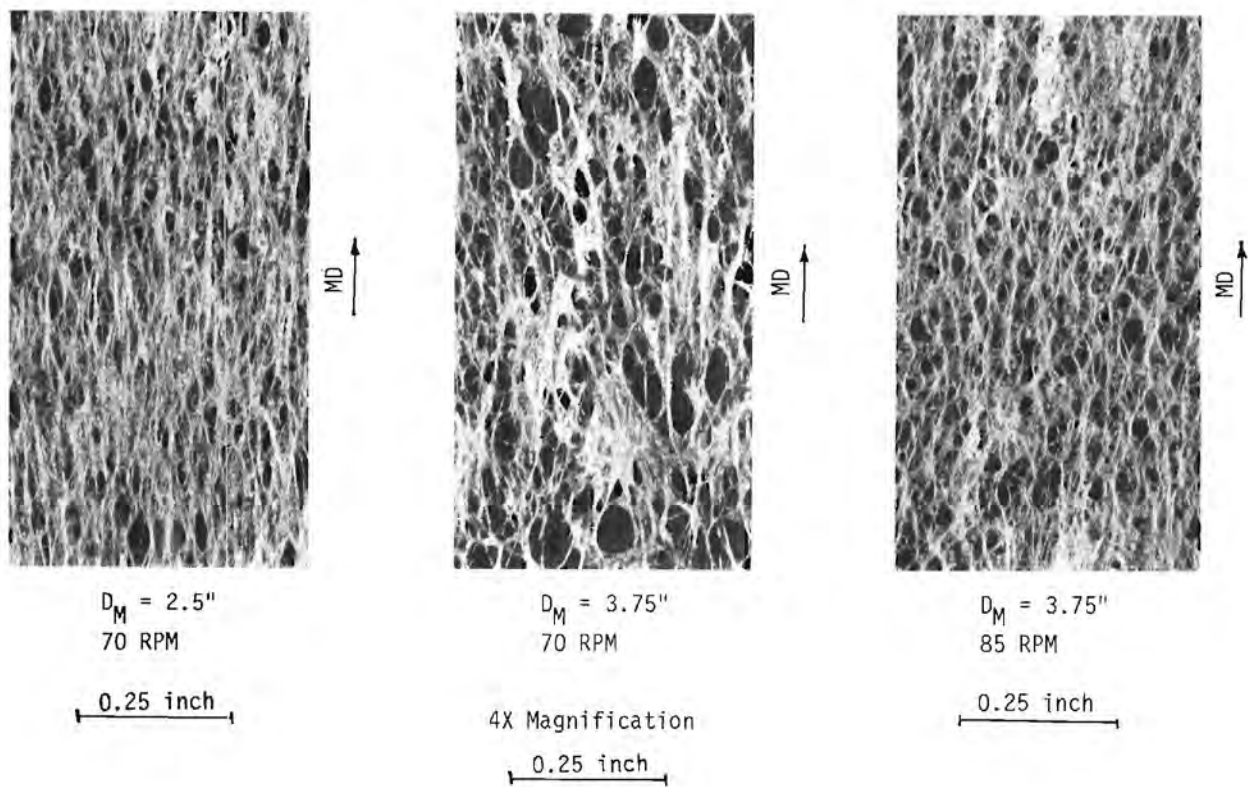 MD
MD
MD
D_M = 2.5"
70 RPM
D_M = 3.75"
70 RPM
D_M = 3.75"
85 RPM
0.25 inch
4X Magnification
0.25 inch
0.25 inch